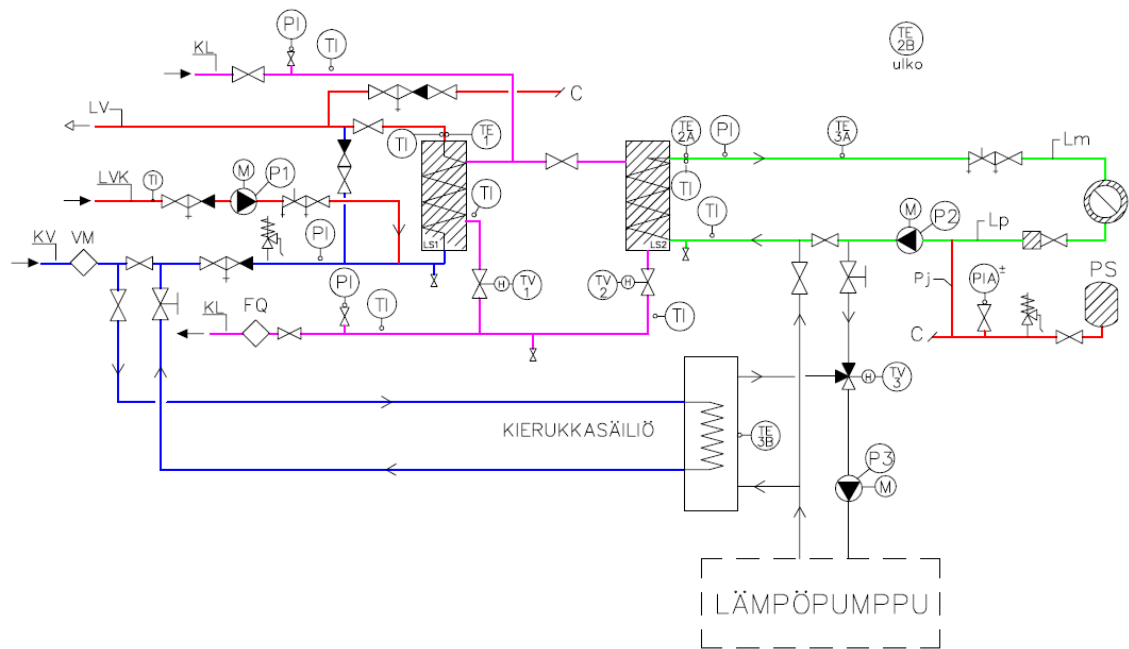 PI
TI
KL
TE
2B
ulko
C
LV
TI
TE
1
TE
2A
PI
TE
3A
Lm
LVK
TI
M
P1
TI
TI
TI
M
P2
Lp
KV
VM
PI
LS1
LS2
Pj
PIA±
PS
PI
H
TV
1
TV
2
H
KL
FQ
TI
TI
C
H
TV
3
KIERUKKASÄILIÖ
TE
3B
P3
M
LÄMPÖPUMPPU